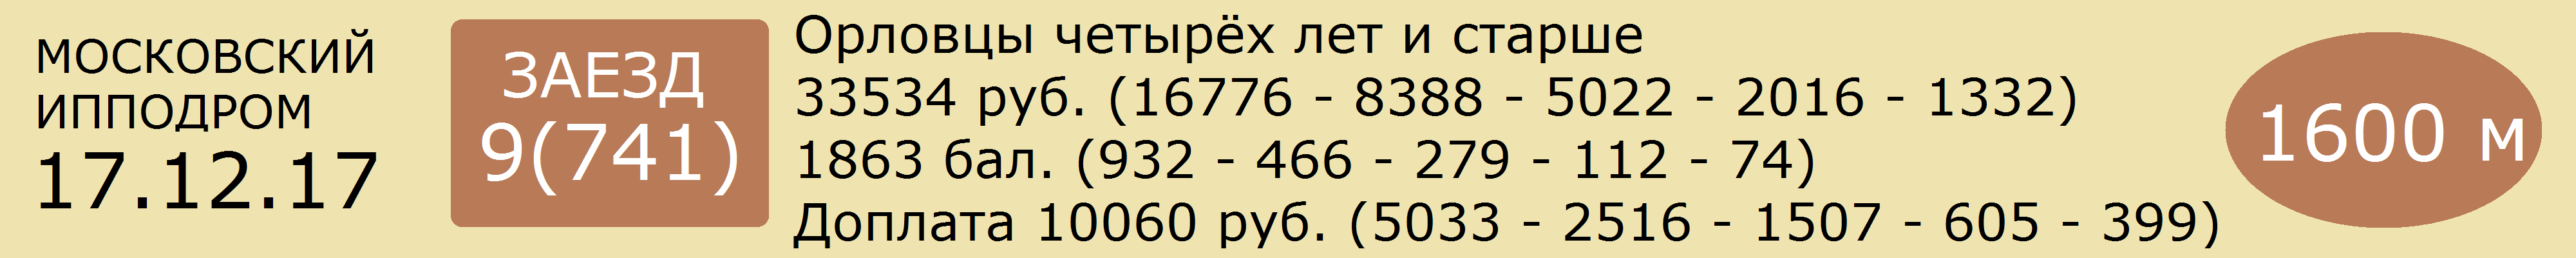 МОСКОВСКИЙ
ИППОДРОМ
17.12.17
ЗАЕЗД
9(741)
Орловцы четырёх лет и старше
33534 руб. (16776 - 8388 - 5022 - 2016 - 1332)
1863 бал. (932 - 466 - 279 - 112 - 74)
Доплата 10060 руб. (5033 - 2516 - 1507 - 605 - 399)
1600 м